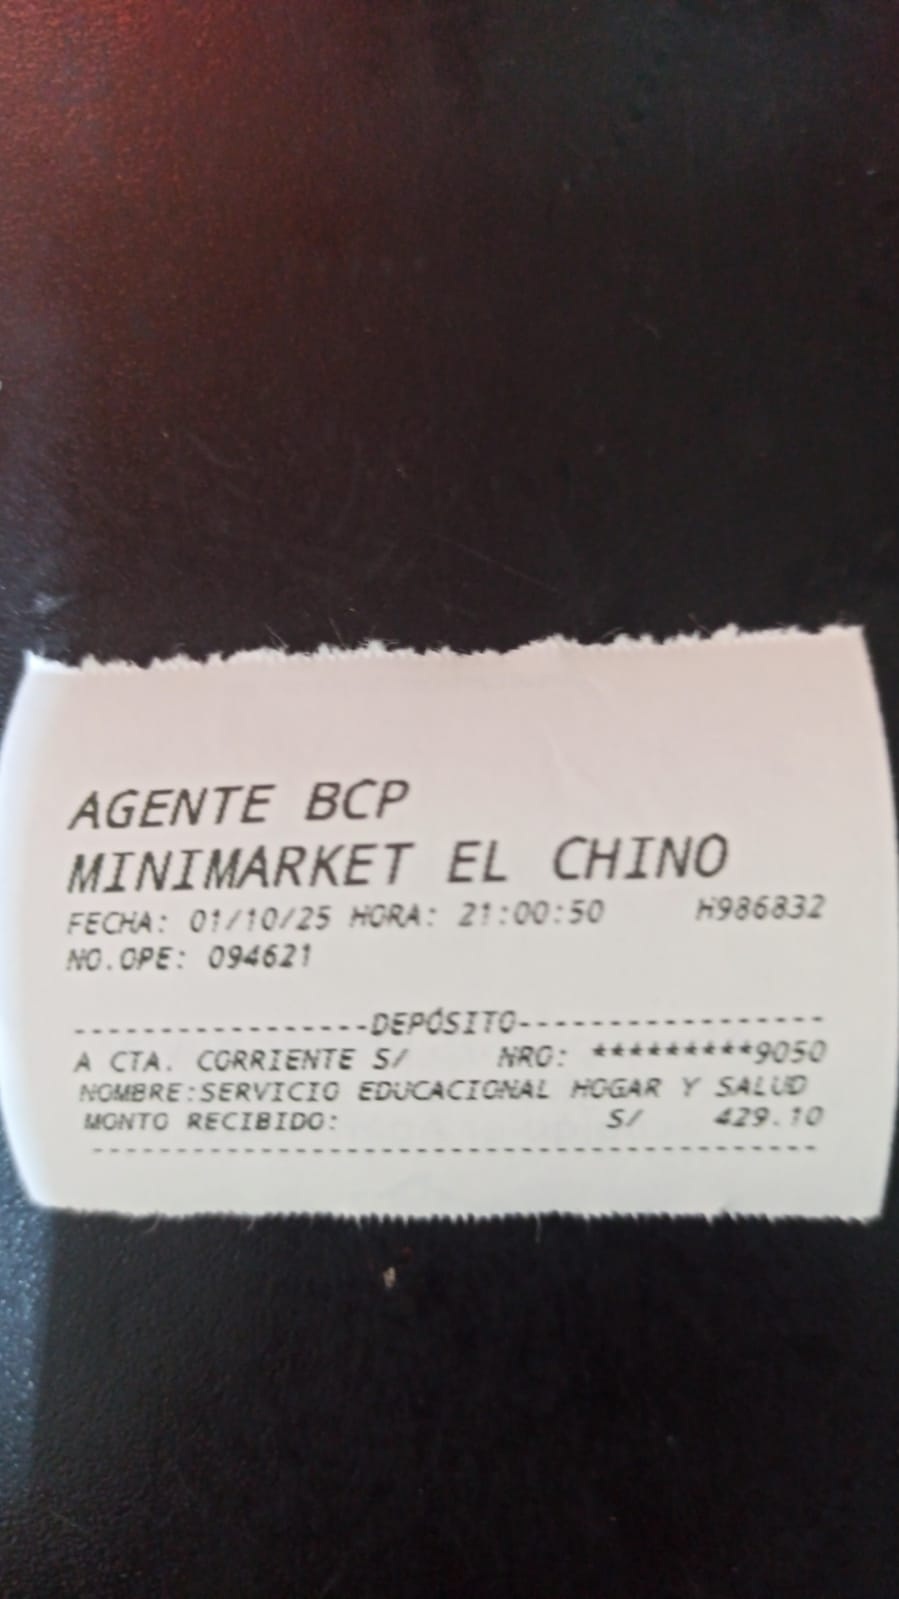 AGENTE BCP
MINIMARKET EL CHINO
FECHA: 01/10/25 HORA: 21:00:50 H986832
NO.OPE: 094621
-----------------DEPÓSITO-----------------
A CTA. CORRIENTE S/ NRO: *********9050
NOMBRE:SERVICIO EDUCACIONAL HOGAR Y SALUD
MONTO RECIBIDO: S/ 429.10
------------------------------------------